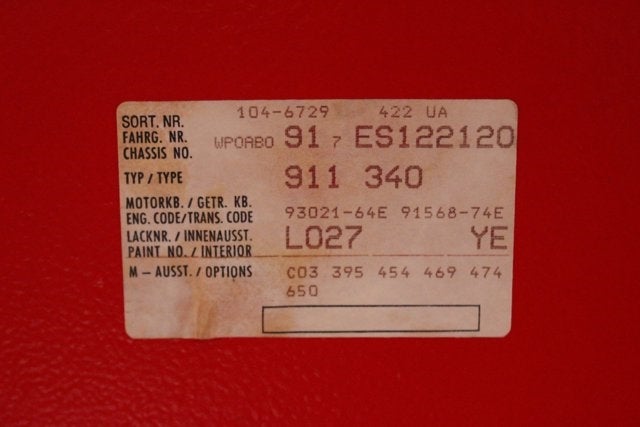 104-6729 422 UA
SORT. NR.
FAHRG. NR. WPOABO 91 7 ES122120
CHASSIS NO.
TYP / TYPE 911 340
MOTORKB. / GETR. KB.
ENG. CODE/TRANS. CODE 93021-64E 91568-74E
LACKNR. / INNENAUSST. L027 YE
PAINT NO. / INTERIOR
M – AUSST. / OPTIONS C03 395 454 469 474
650